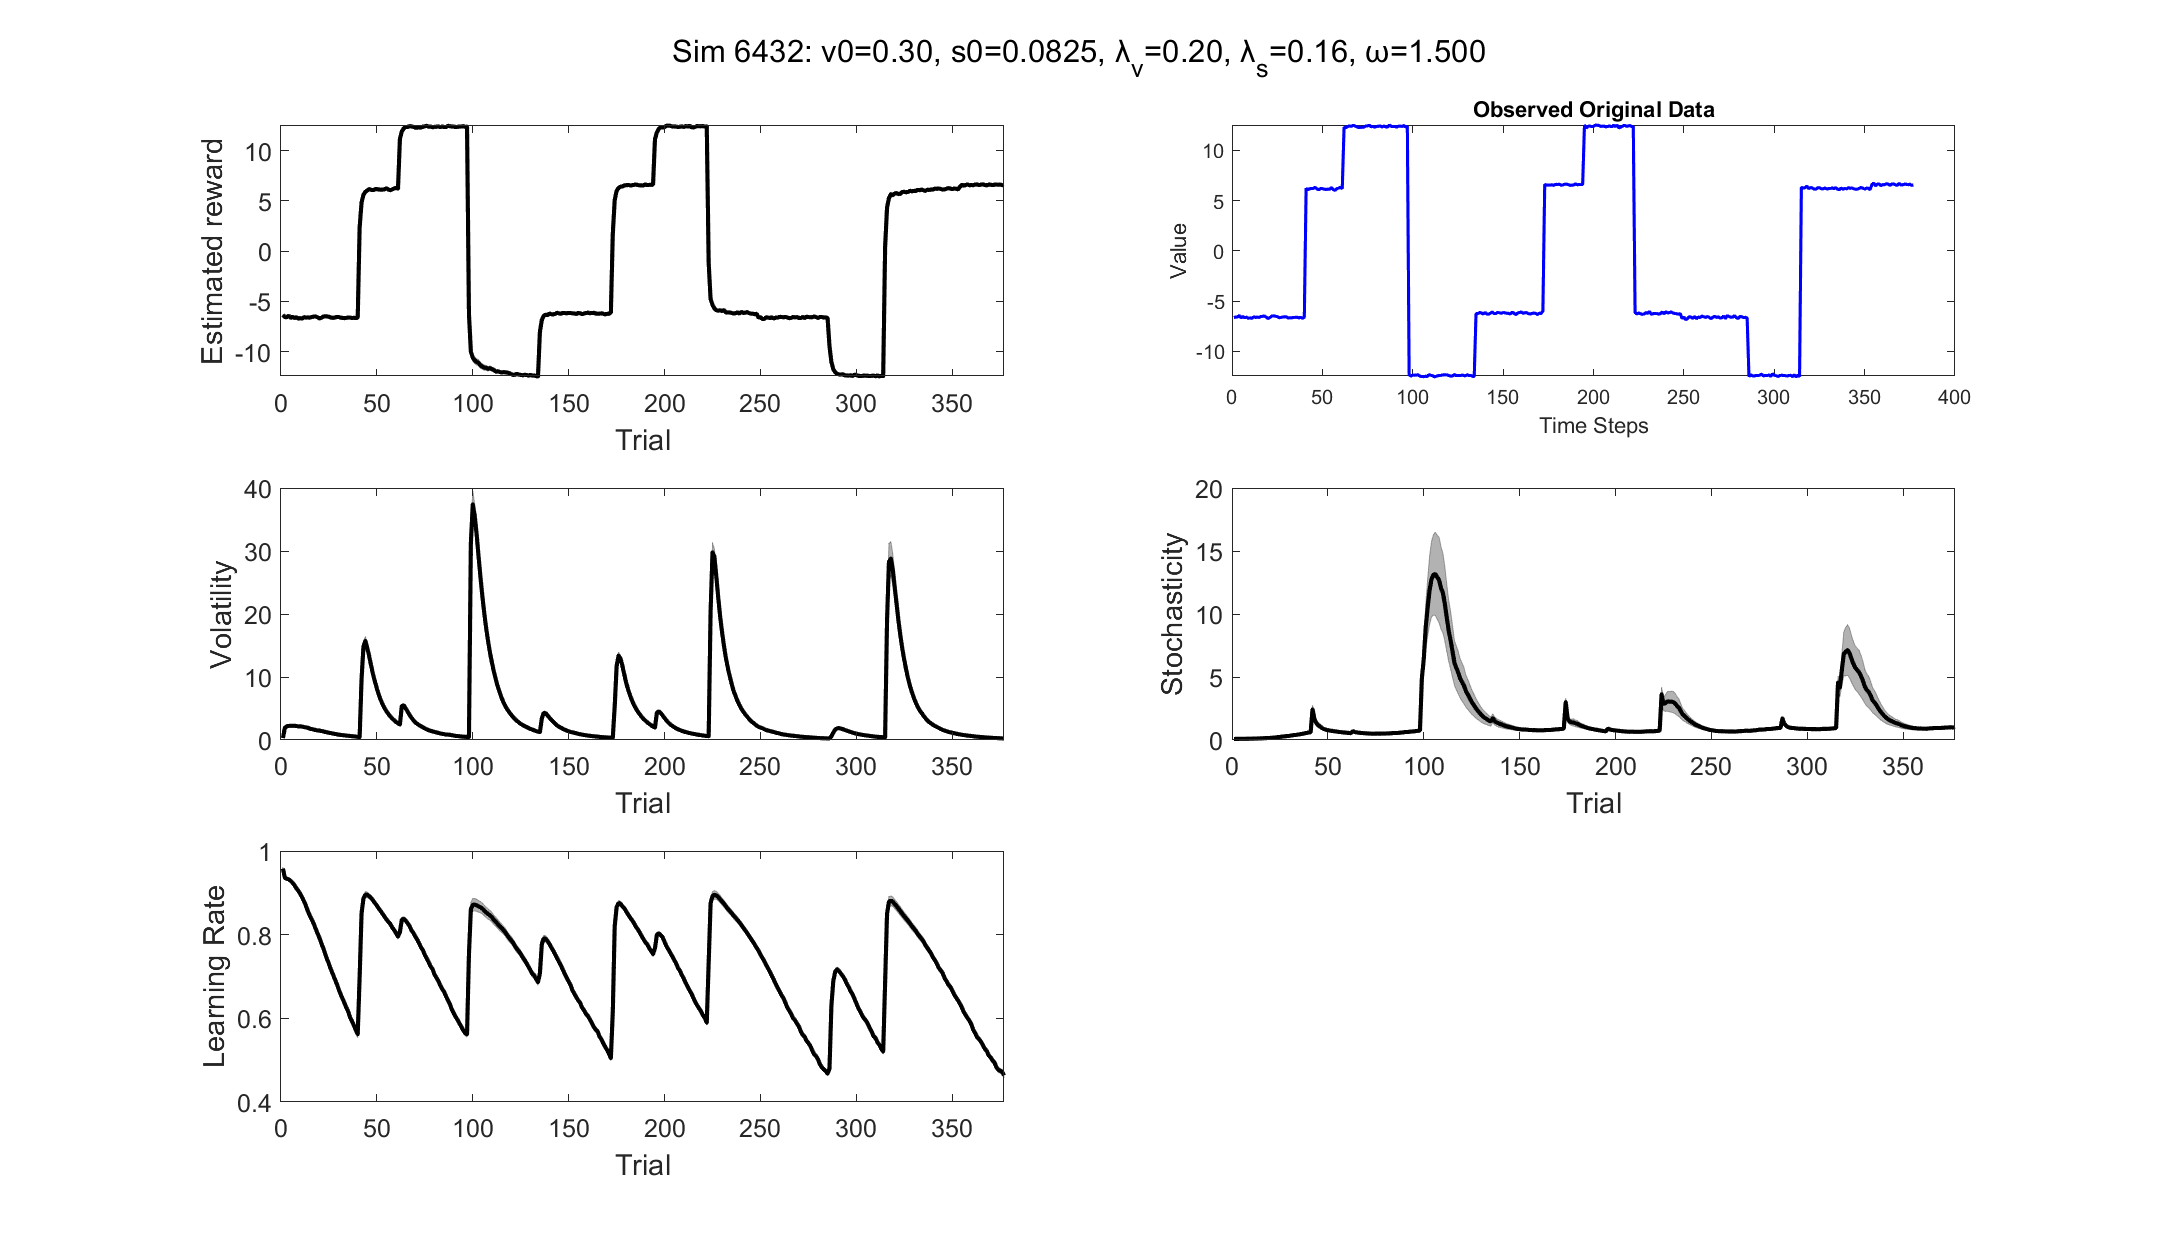 Sim 6432: v0=0.30, s0=0.0825, λv=0.20, λs=0.16, ω=1.500
Estimated reward
10
5
0
-5
-10
0 50 100 150 200 250 300 350
Trial
Observed Original Data
Value
10
5
0
-5
-10
0 50 100 150 200 250 300 350 400
Time Steps
Volatility
40
30
20
10
0
0 50 100 150 200 250 300 350
Trial
Stochasticity
20
15
10
5
0
0 50 100 150 200 250 300 350
Trial
Learning Rate
1
0.8
0.6
0.4
0 50 100 150 200 250 300 350
Trial